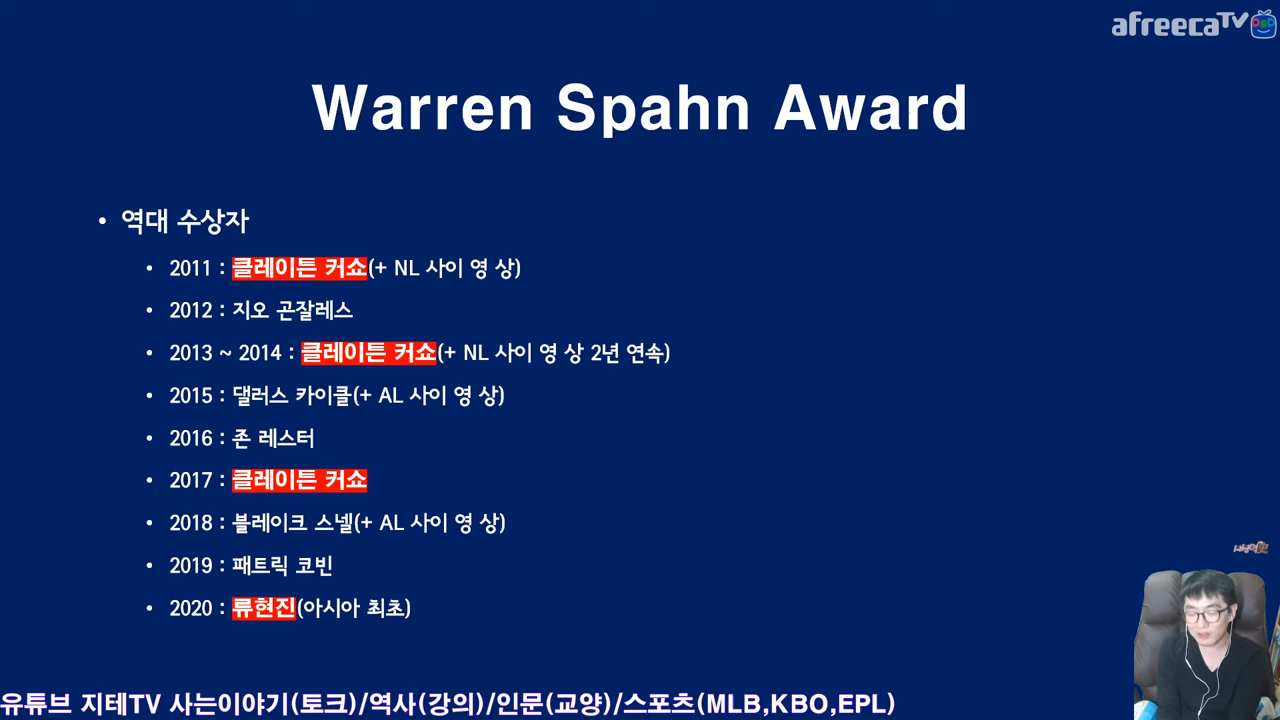 afreecaTV
Warren Spahn Award
• 역대 수상자
• 2011 : 클레이튼 커쇼(+ NL 사이 영 상)
• 2012 : 지오 곤잘레스
• 2013 ~ 2014 : 클레이튼 커쇼(+ NL 사이 영 상 2년 연속)
• 2015 : 댈러스 카이클(+ AL 사이 영 상)
• 2016 : 존 레스터
• 2017 : 클레이튼 커쇼
• 2018 : 블레이크 스넬(+ AL 사이 영 상)
• 2019 : 패트릭 코빈
• 2020 : 류현진(아시아 최초)
유튜브 지테TV 사는이야기(토크)/역사(강의)/인문(교양)/스포츠(MLB,KBO,EPL)